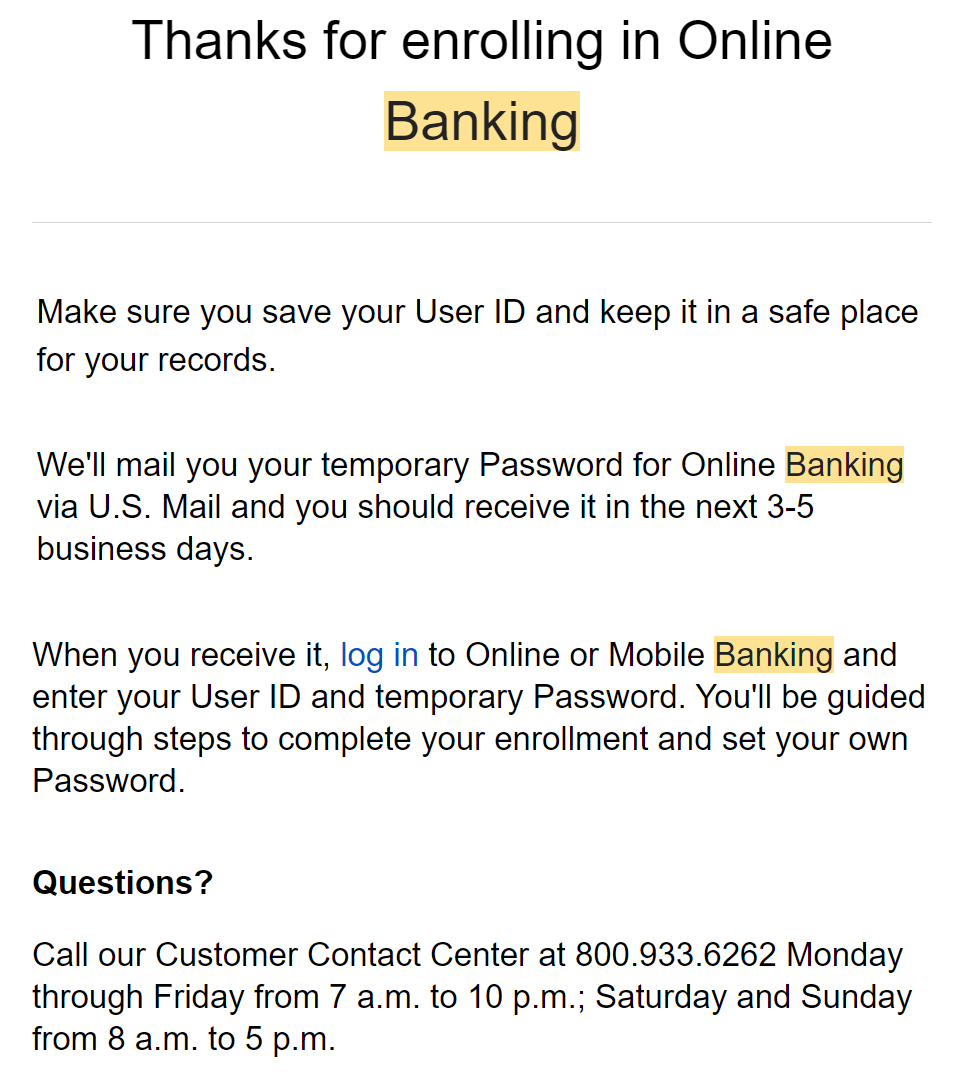 Thanks for enrolling in Online
Banking
Make sure you save your User ID and keep it in a safe place
for your records.
We'll mail you your temporary Password for Online Banking
via U.S. Mail and you should receive it in the next 3-5
business days.
When you receive it, log in to Online or Mobile Banking and
enter your User ID and temporary Password. You'll be guided
through steps to complete your enrollment and set your own
Password.
Questions?
Call our Customer Contact Center at 800.933.6262 Monday
through Friday from 7 a.m. to 10 p.m.; Saturday and Sunday
from 8 a.m. to 5 p.m.